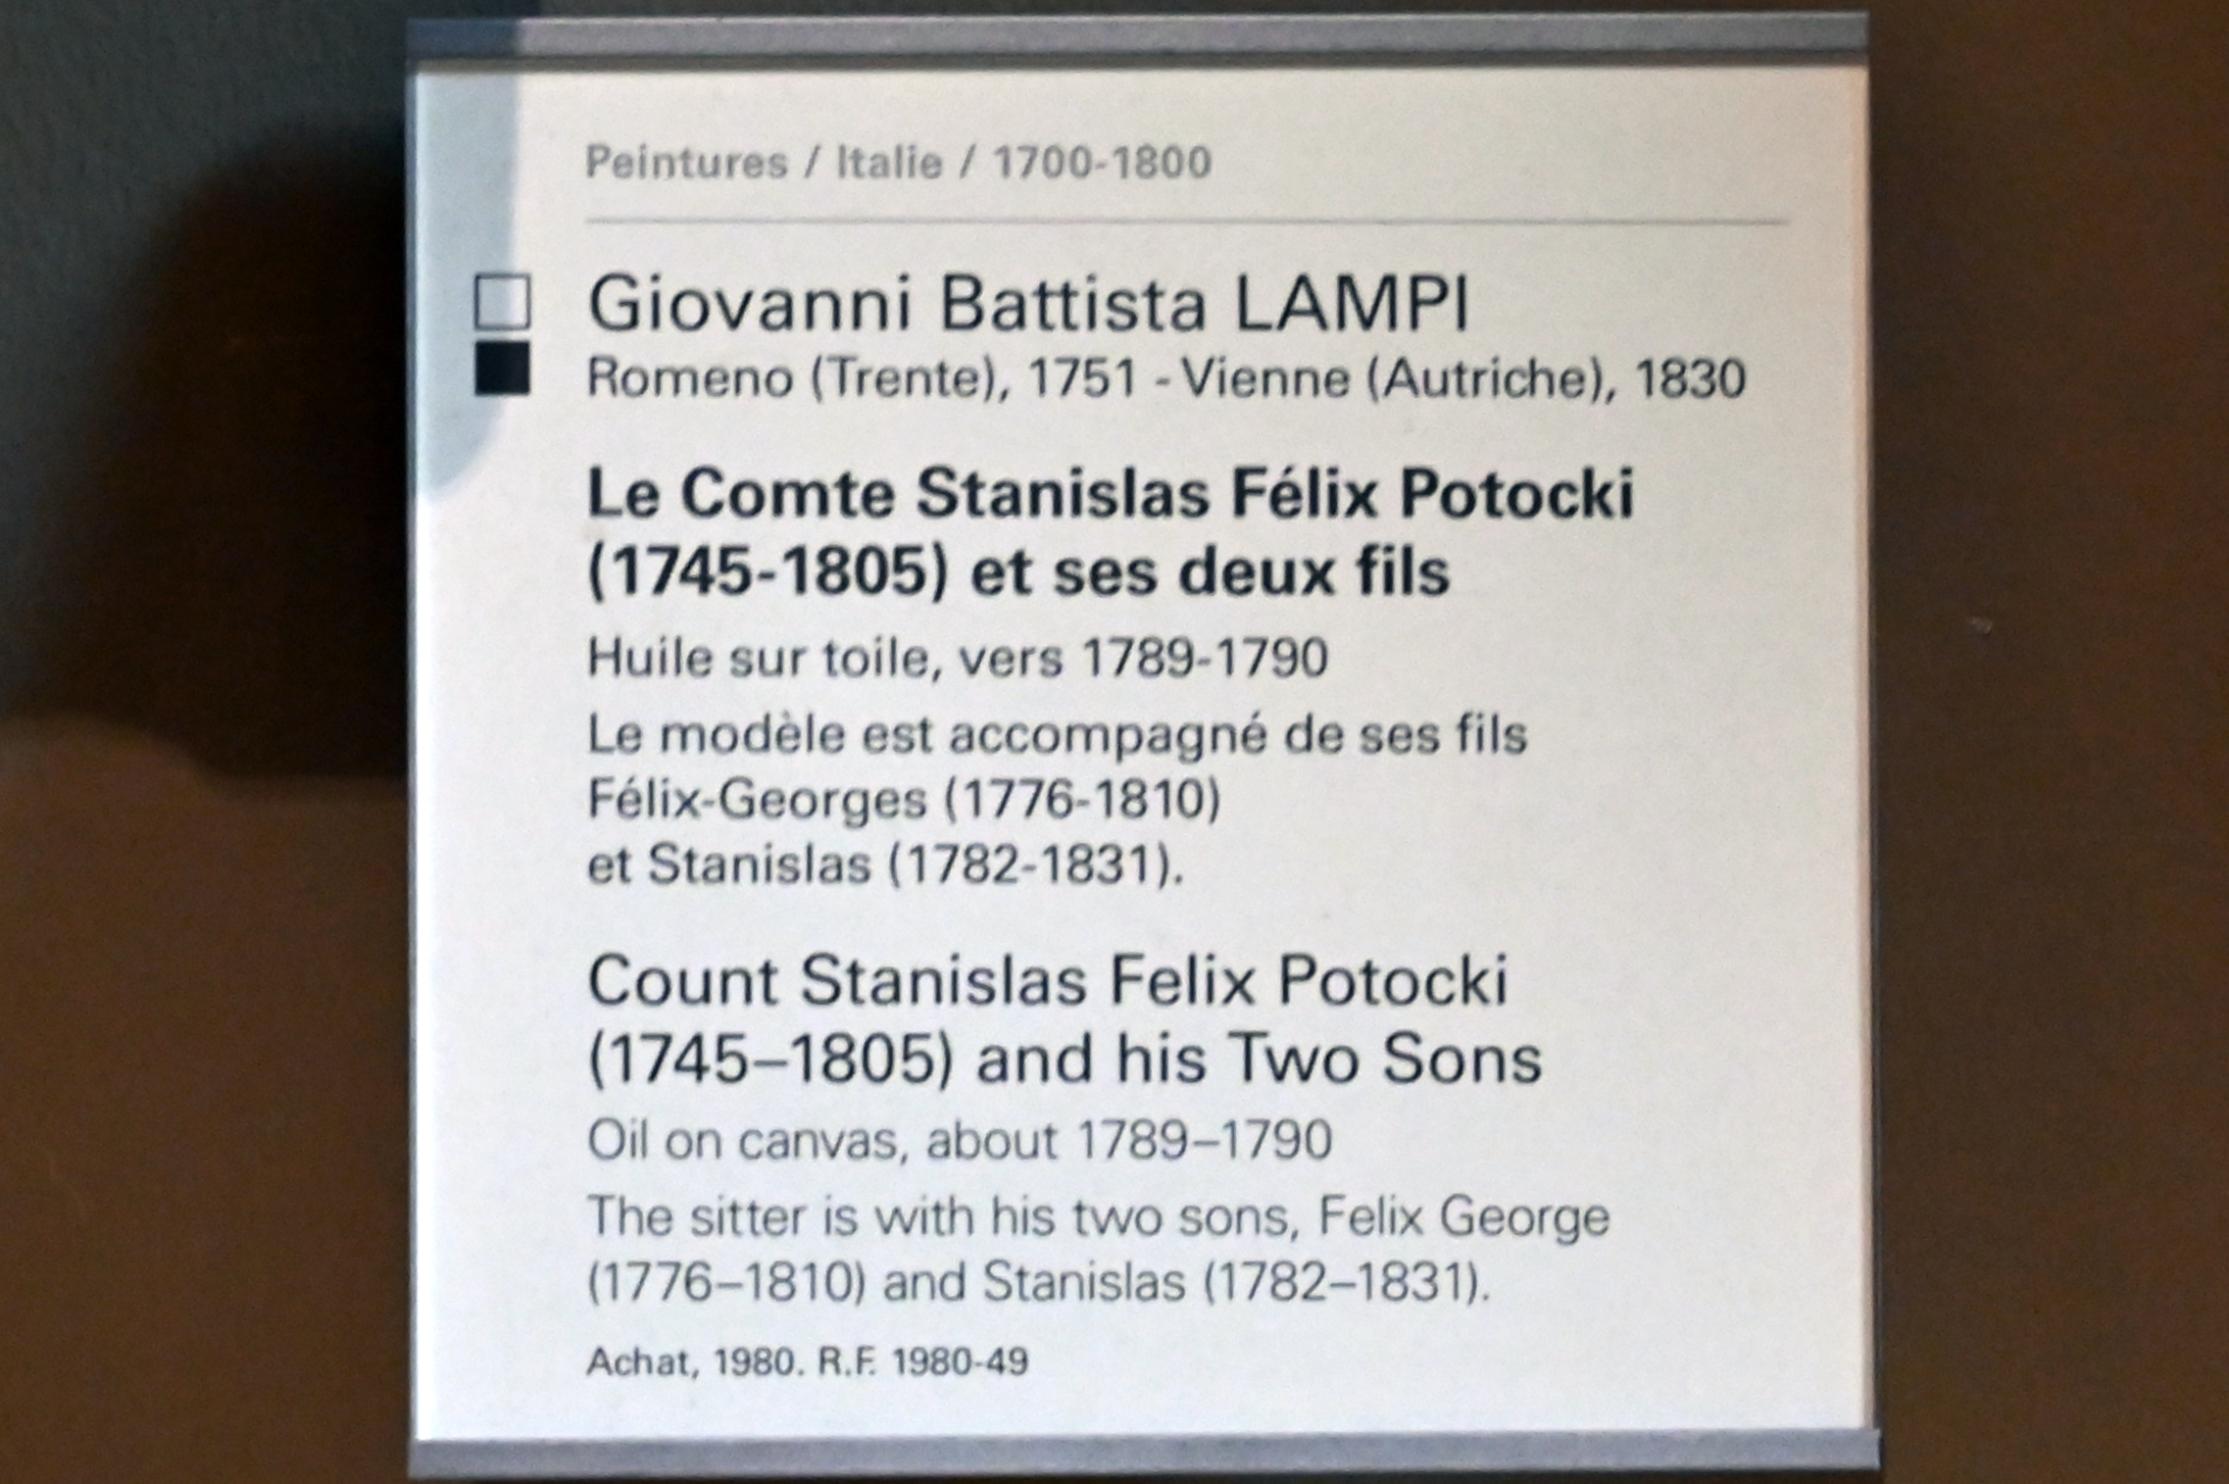 Peintures / Italie / 1700-1800
Giovanni Battista LAMPI
Romeno (Trente), 1751 - Vienne (Autriche), 1830
Le Comte Stanislas Félix Potocki
(1745-1805) et ses deux fils
Huile sur toile, vers 1789-1790
Le modèle est accompagné de ses fils
Félix-Georges (1776-1810)
et Stanislas (1782-1831).
Count Stanislas Felix Potocki
(1745–1805) and his Two Sons
Oil on canvas, about 1789–1790
The sitter is with his two sons, Felix George
(1776–1810) and Stanislas (1782–1831).
Achat, 1980. R.F. 1980-49